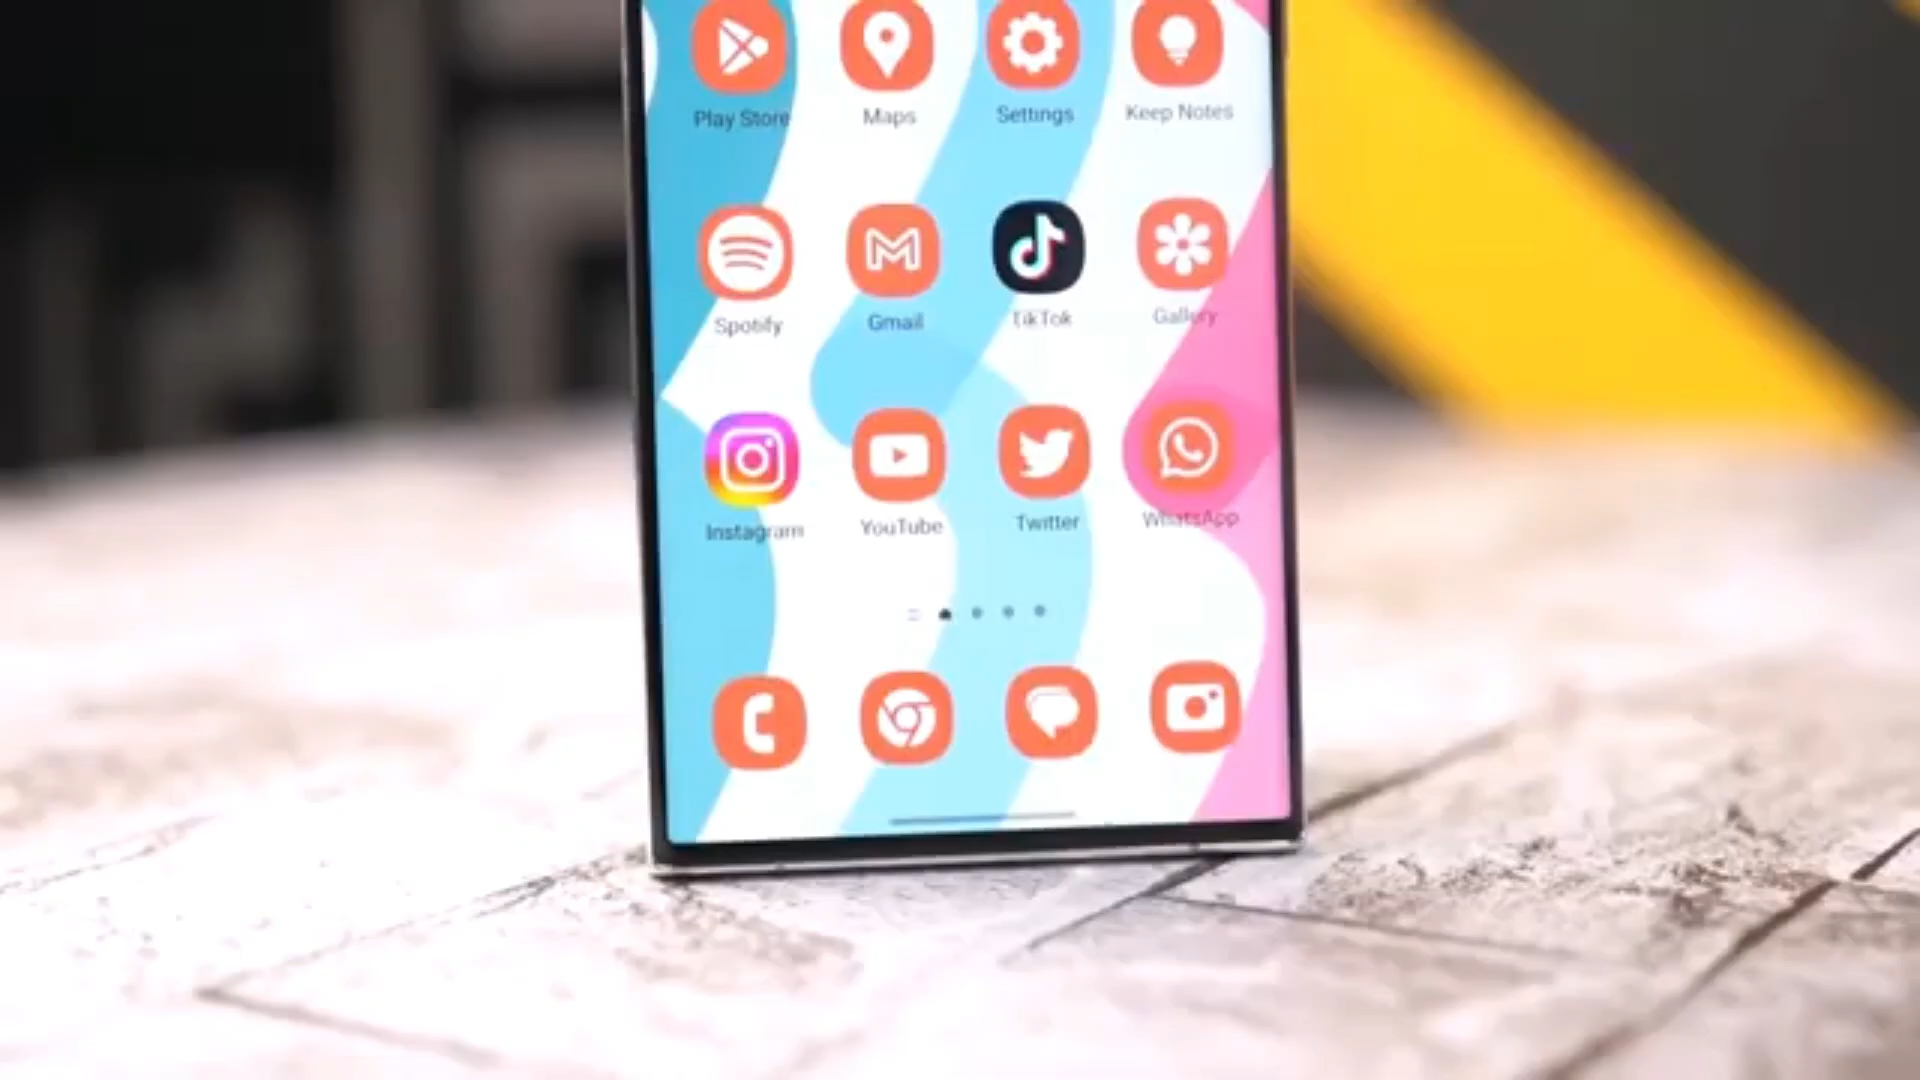 Play Store Maps Settings Keep Notes
Spotify Gmail TikTok Gallery
Instagram YouTube Twitter WhatsApp